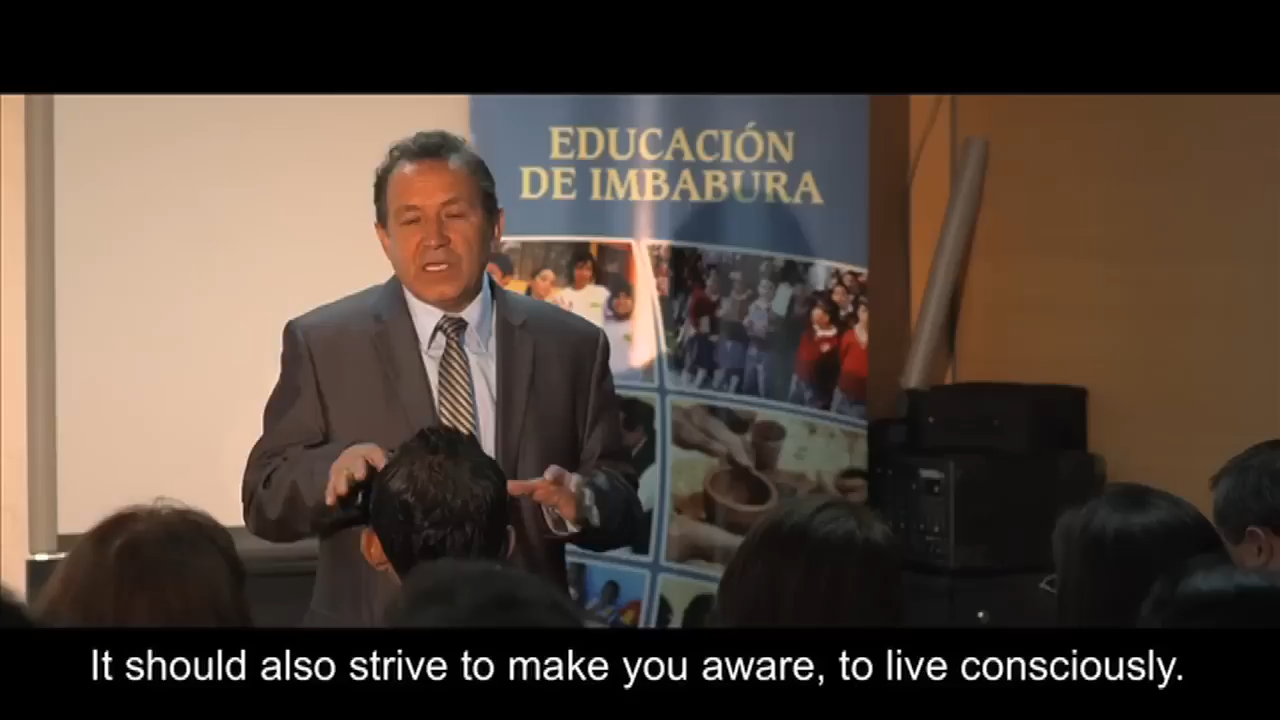 EDUCACIÓN
DE IMBABURA
It should also strive to make you aware, to live consciously.